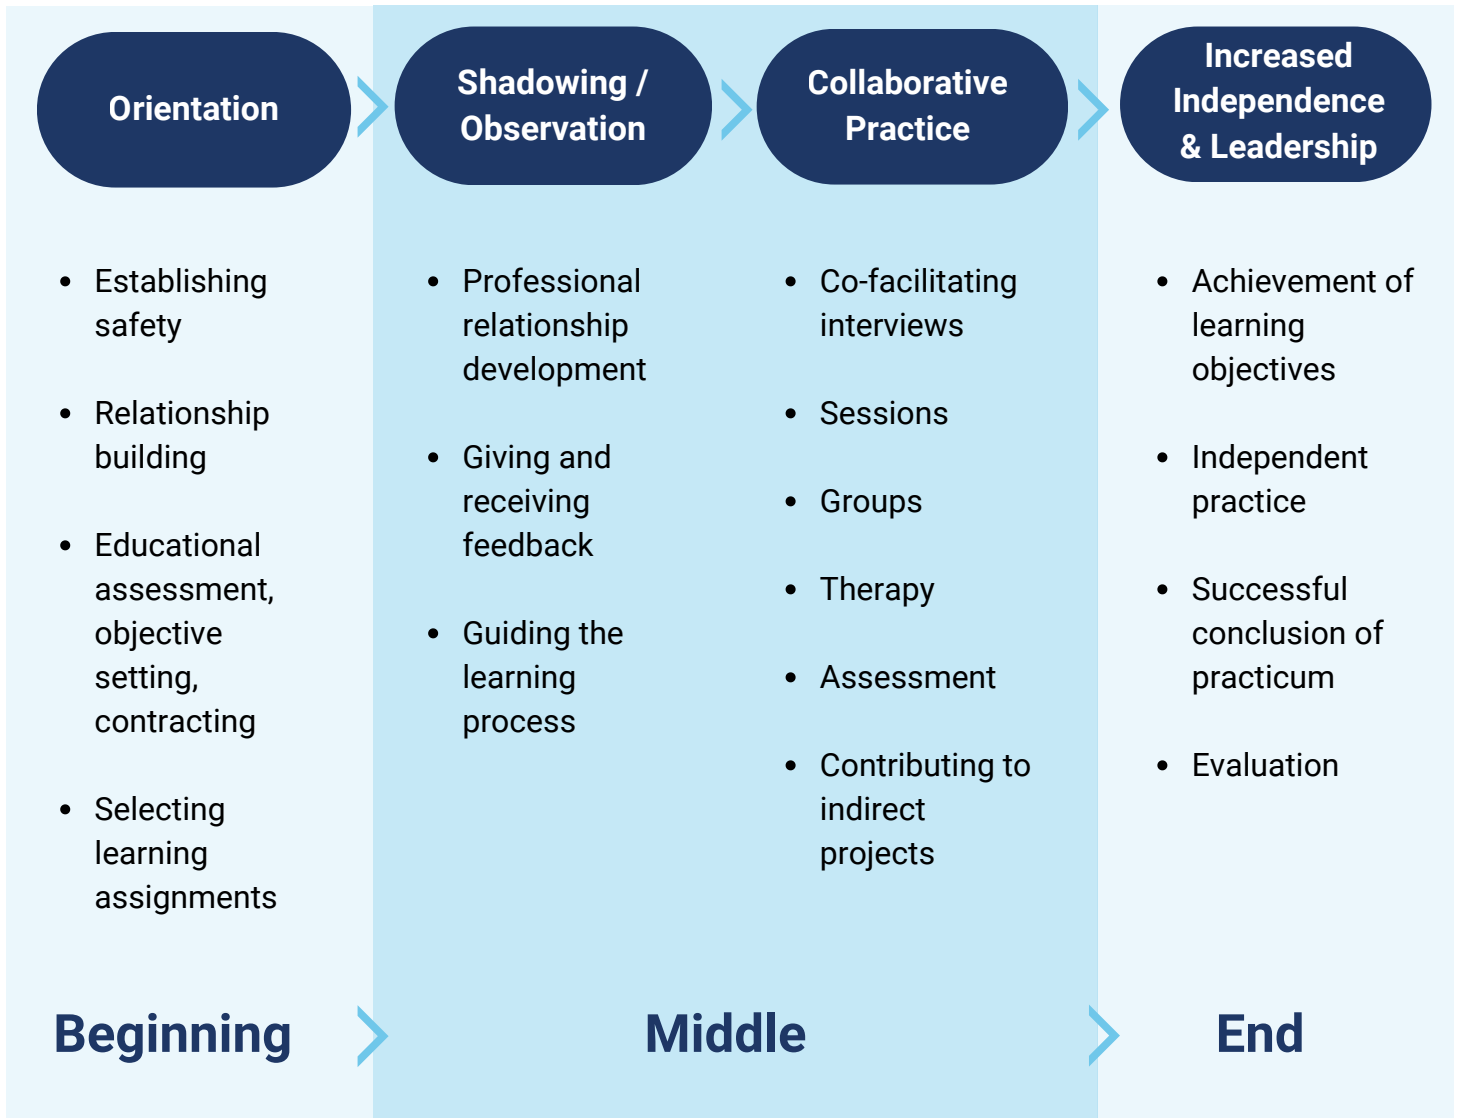 Orientation
Shadowing /
Observation
Collaborative
Practice
Increased
Independence
& Leadership
• Establishing
safety
• Relationship
building
• Educational
assessment,
objective
setting,
contracting
• Selecting
learning
assignments
• Professional
relationship
development
• Giving and
receiving
feedback
• Guiding the
learning
process
• Co-facilitating
interviews
• Sessions
• Groups
• Therapy
• Assessment
• Contributing to
indirect
projects
• Achievement of
learning
objectives
• Independent
practice
• Successful
conclusion of
practicum
• Evaluation
Beginning
Middle
End